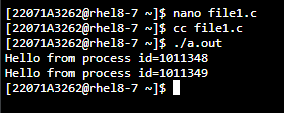 [22071A3262@rhel8-7 ~]$ nano file1.c
[22071A3262@rhel8-7 ~]$ cc file1.c
[22071A3262@rhel8-7 ~]$ ./a.out
Hello from process id=1011348
Hello from process id=1011349
[22071A3262@rhel8-7 ~]$